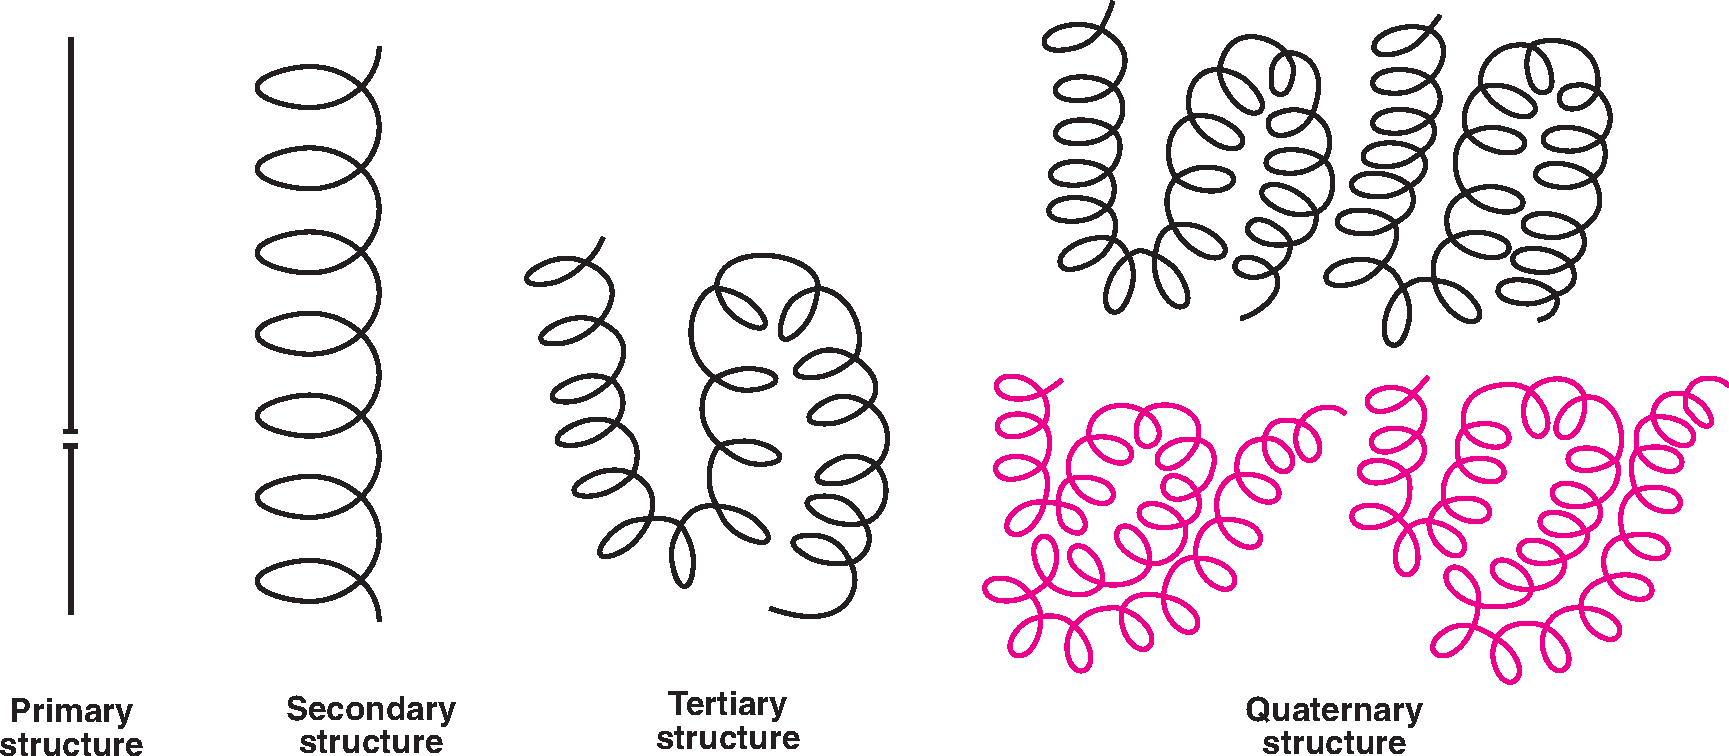 Primary
structure
Secondary
structure
Tertiary
structure
Quaternary
structure